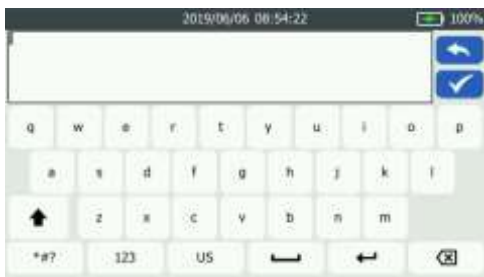 2019/06/06 08:54:22 100%
q w e r t y u i o p
a s d f g h j k l
z x c v b n m
*#? 123 US